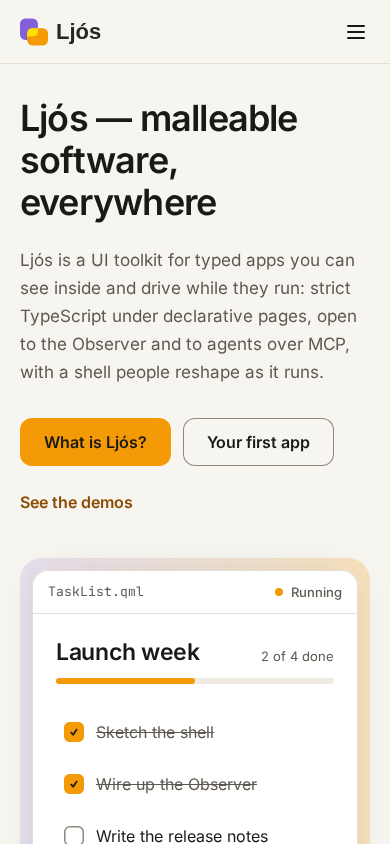 Ljós
Ljós — malleable
software,
everywhere
Ljós is a UI toolkit for typed apps you can
see inside and drive while they run: strict
TypeScript under declarative pages, open
to the Observer and to agents over MCP,
with a shell people reshape as it runs.
What is Ljós?
Your first app
See the demos
TaskList.qml
Running
Launch week
2 of 4 done
Sketch the shell
Wire up the Observer
Write the release notes